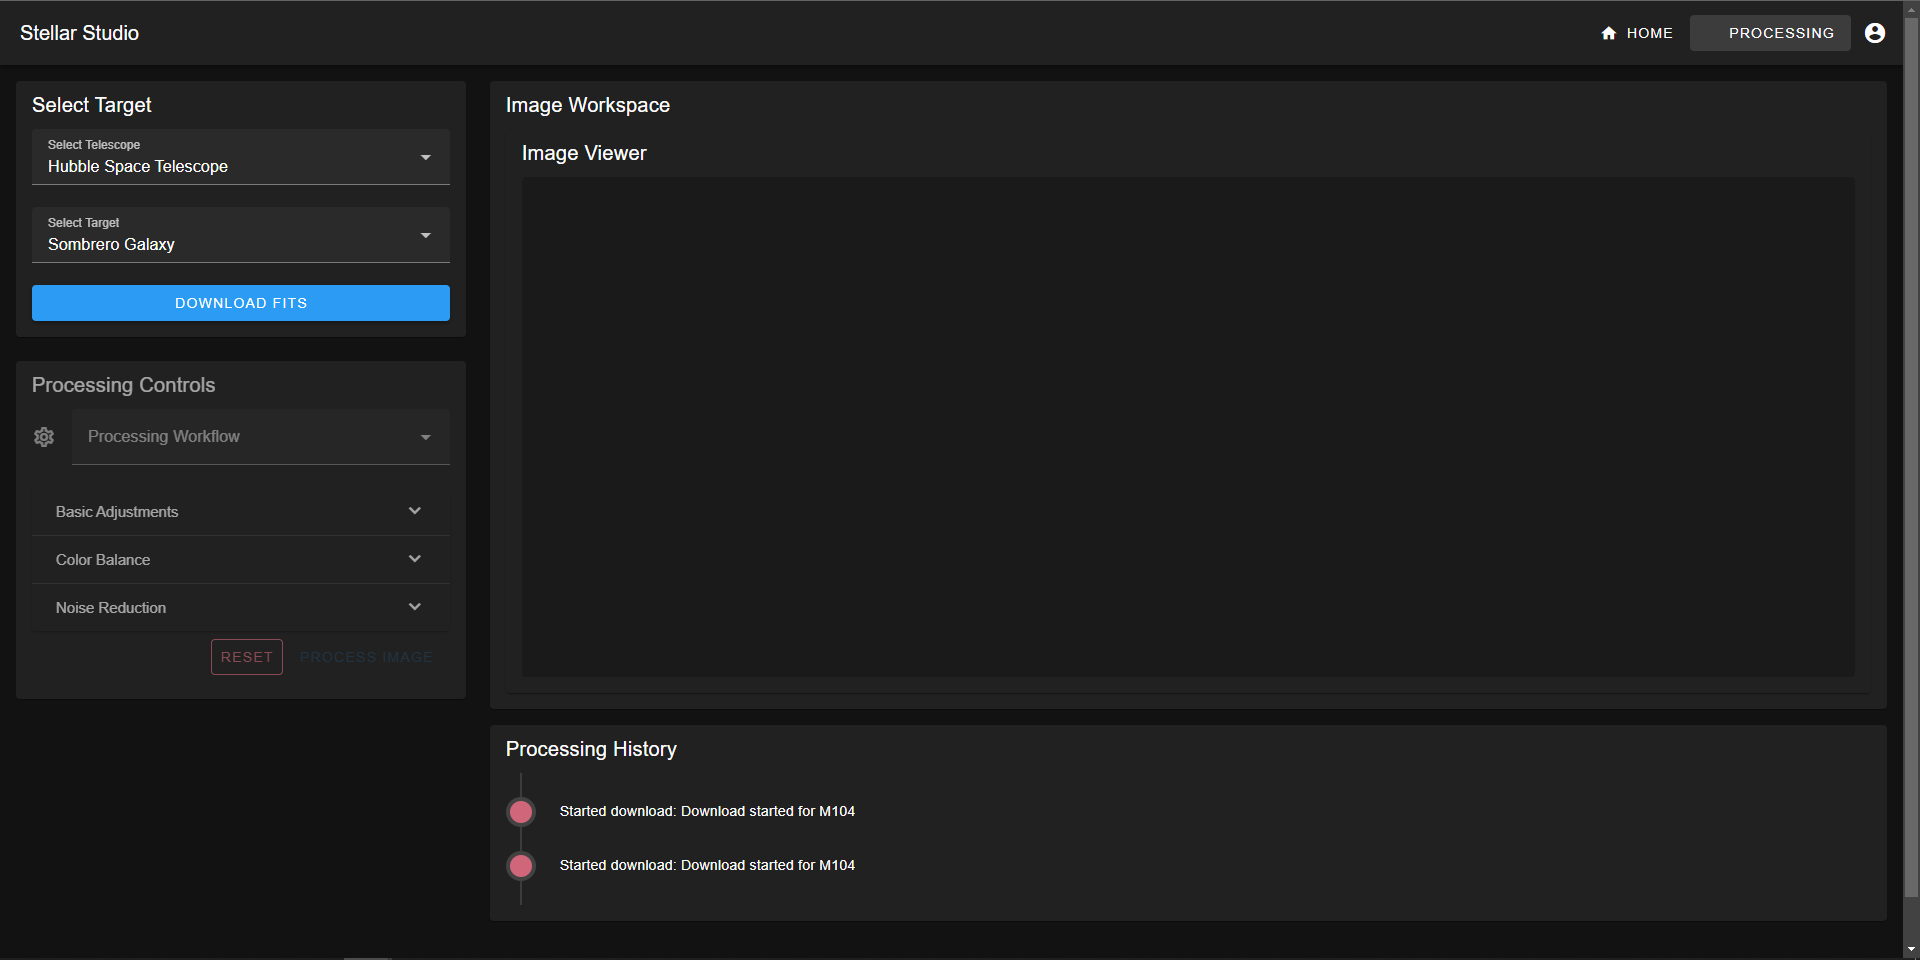 Stellar Studio
HOME
PROCESSING
Select Target
Select Telescope
Hubble Space Telescope
Select Target
Sombrero Galaxy
DOWNLOAD FITS
Processing Controls
Processing Workflow
Basic Adjustments
Color Balance
Noise Reduction
RESET
PROCESS IMAGE
Image Workspace
Image Viewer
Processing History
Started download: Download started for M104
Started download: Download started for M104